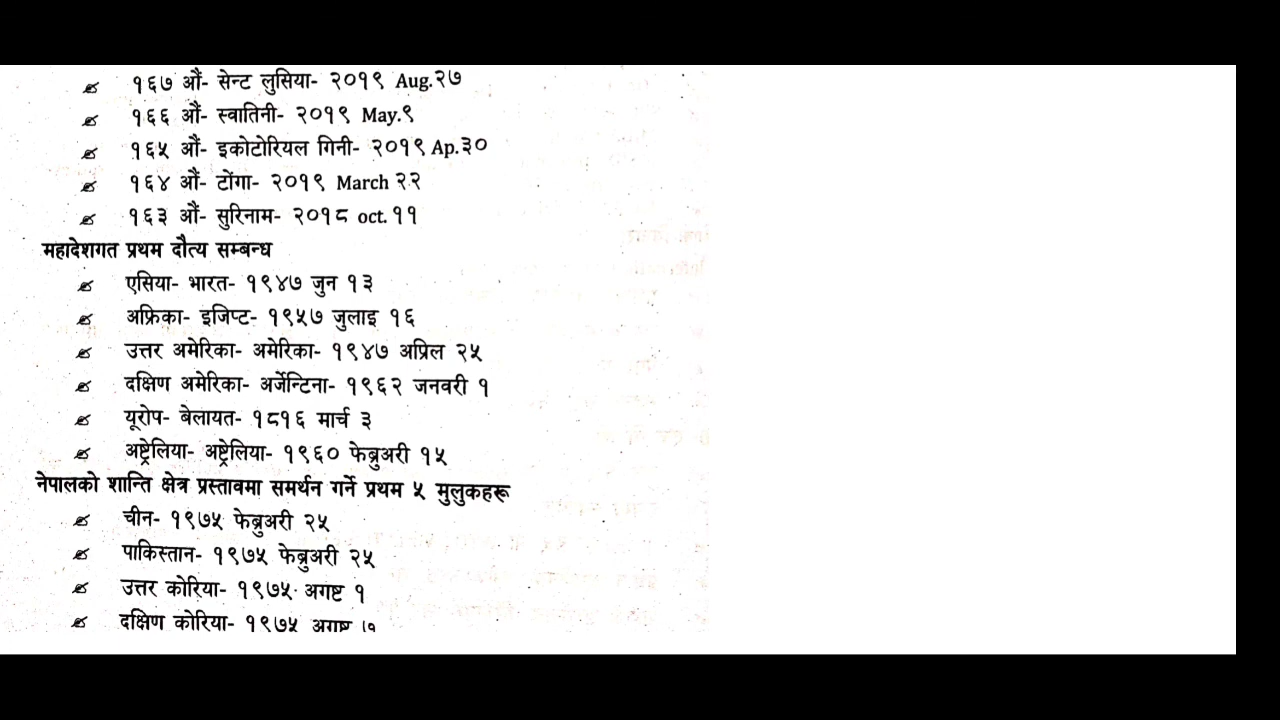 १६७ औं- सेन्ट लुसिया- २०१९ Aug.२७
१६६ औं- स्वातिनी- २०१९ May.९
१६५ औं- इकोटोरियल गिनी- २०१९ Ap.३०
१६४ औं- टोंगा- २०१९ March २२
१६३ औं- सुरिनाम- २०१८ oct. ११
महादेशगत प्रथम दौत्य सम्बन्ध
एसिया- भारत- १९४७ जुन १३
अफ्रिका- इजिप्ट- १९५७ जुलाइ १६
उत्तर अमेरिका- अमेरिका- १९४७ अप्रिल २५
दक्षिण अमेरिका- अर्जेन्टिना- १९६२ जनवरी १
यूरोप- बेलायत- १८१६ मार्च ३
अष्ट्रेलिया- अष्ट्रेलिया- १९६० फेब्रुअरी १५
नेपालको शान्ति क्षेत्र प्रस्तावमा समर्थन गर्ने प्रथम ५ मुलुकहरू
चीन- १९७५ फेब्रुअरी २५
पाकिस्तान- १९७५ फेब्रुअरी २५
उत्तर कोरिया- १९७५ अगष्ट १
दक्षिण कोरिया- १९७५ अगष्ट